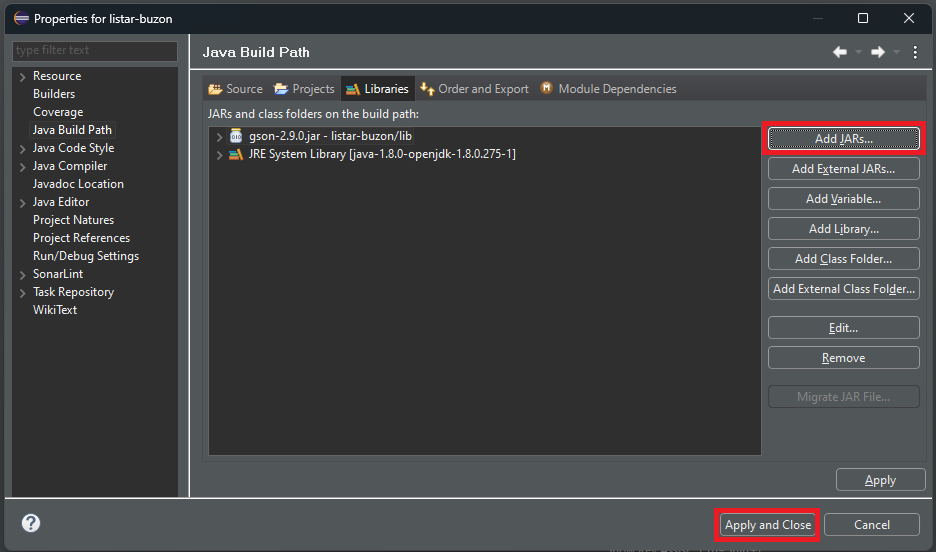 Properties for listar-buzon
type filter text
Resource
Builders
Coverage
Java Build Path
Java Code Style
Java Compiler
Javadoc Location
Java Editor
Project Natures
Project References
Run/Debug Settings
SonarLint
Task Repository
WikiText
Java Build Path
Source Projects Libraries Order and Export Module Dependencies
JARs and class folders on the build path:
gson-2.9.0.jar - listar-buzon/lib
JRE System Library [java-1.8.0-openjdk-1.8.0.275-1]
Add JARs...
Add External JARs...
Add Variable...
Add Library...
Add Class Folder...
Add External Class Folder...
Edit...
Remove
Migrate JAR File...
Apply
Apply and Close
Cancel